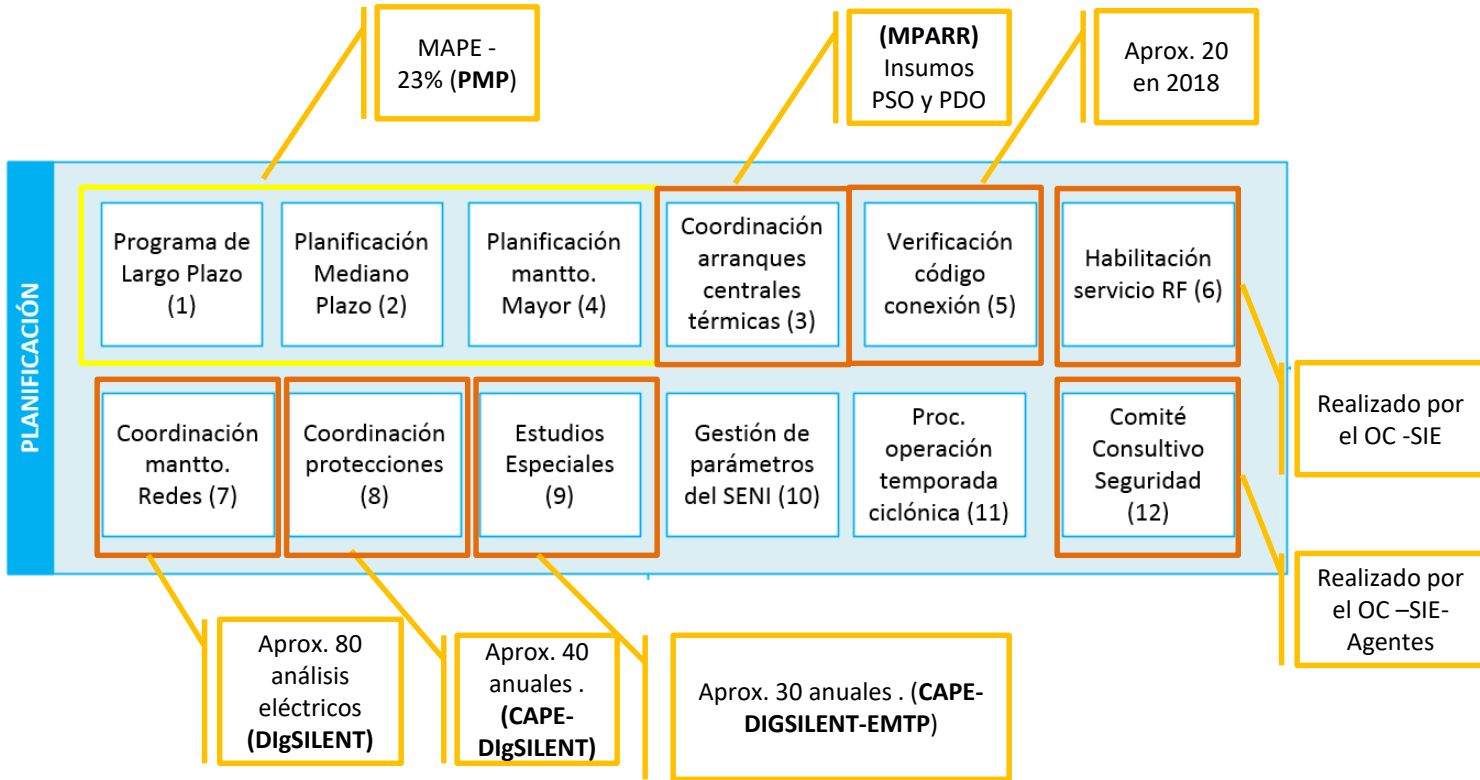 MAPE -
23% (PMP)
(MPARR)
Insumos
PSO y PDO
Aprox. 20
en 2018
PLANIFICACIÓN
Programa de
Largo Plazo
(1)
Planificación
Mediano
Plazo (2)
Planificación
mantto.
Mayor (4)
Coordinación
arranques
centrales
térmicas (3)
Verificación
código
conexión (5)
Habilitación
servicio RF (6)
Coordinación
mantto.
Redes (7)
Coordinación
protecciones
(8)
Estudios
Especiales
(9)
Gestión de
parámetros
del SENI (10)
Proc.
operación
temporada
ciclónica (11)
Comité
Consultivo
Seguridad
(12)
Realizado por
el OC -SIE
Realizado por
el OC –SIE-
Agentes
Aprox. 80
análisis
eléctricos
(DIgSILENT)
Aprox. 40
anuales .
(CAPE-
DIgSILENT)
Aprox. 30 anuales . (CAPE-
DIGSILENT-EMTP)